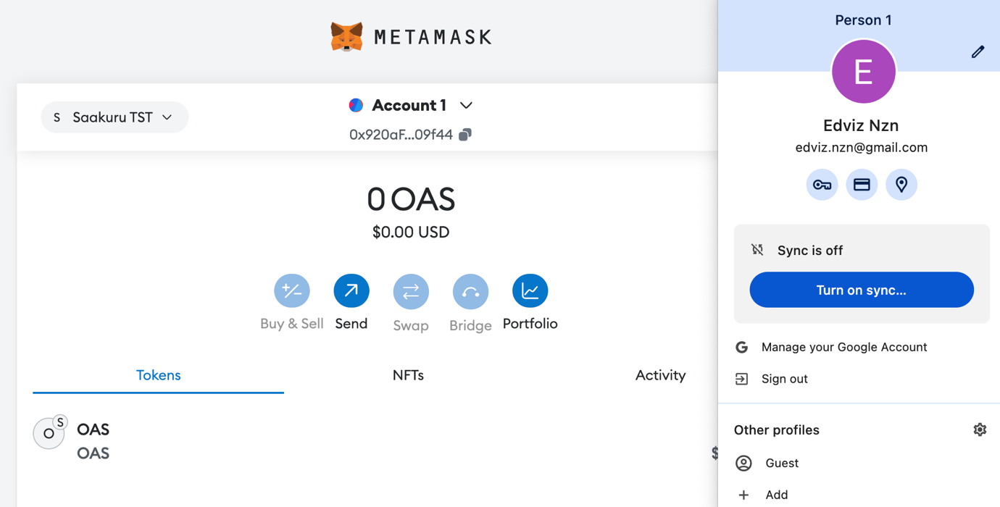 METAMASK
S Saakuru TST
Account 1
0x920aF...09f44
0 OAS
$0.00 USD
Buy & Sell
Send
Swap
Bridge
Portfolio
Tokens
NFTs
Activity
O S
OAS
OAS
$
Person 1
E
Edviz Nzn
edviz.nzn@gmail.com
Sync is off
Turn on sync...
G Manage your Google Account
Sign out
Other profiles
Guest
+ Add